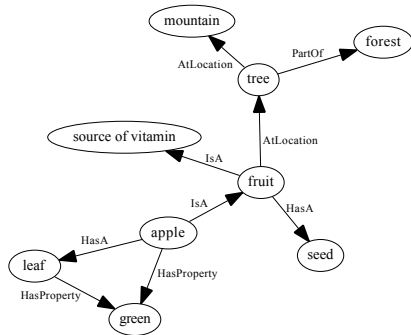 mountain
forest
AtLocation
PartOf
tree
source of vitamin
AtLocation
IsA
fruit
IsA
HasA
apple
HasA
seed
leaf
HasProperty
HasProperty
green